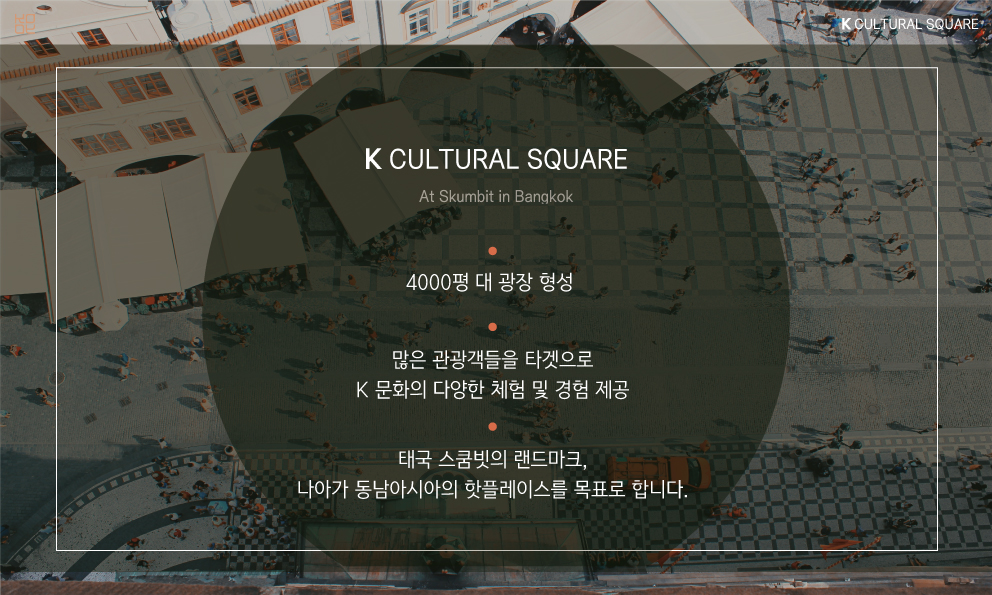 K CULTURAL SQUARE
K CULTURAL SQUARE
At Skumbit in Bangkok
4000평 대 광장 형성
많은 관광객들을 타겟으로
K 문화의 다양한 체험 및 경험 제공
태국 스쿰빗의 랜드마크,
나아가 동남아시아의 핫플레이스를 목표로 합니다.